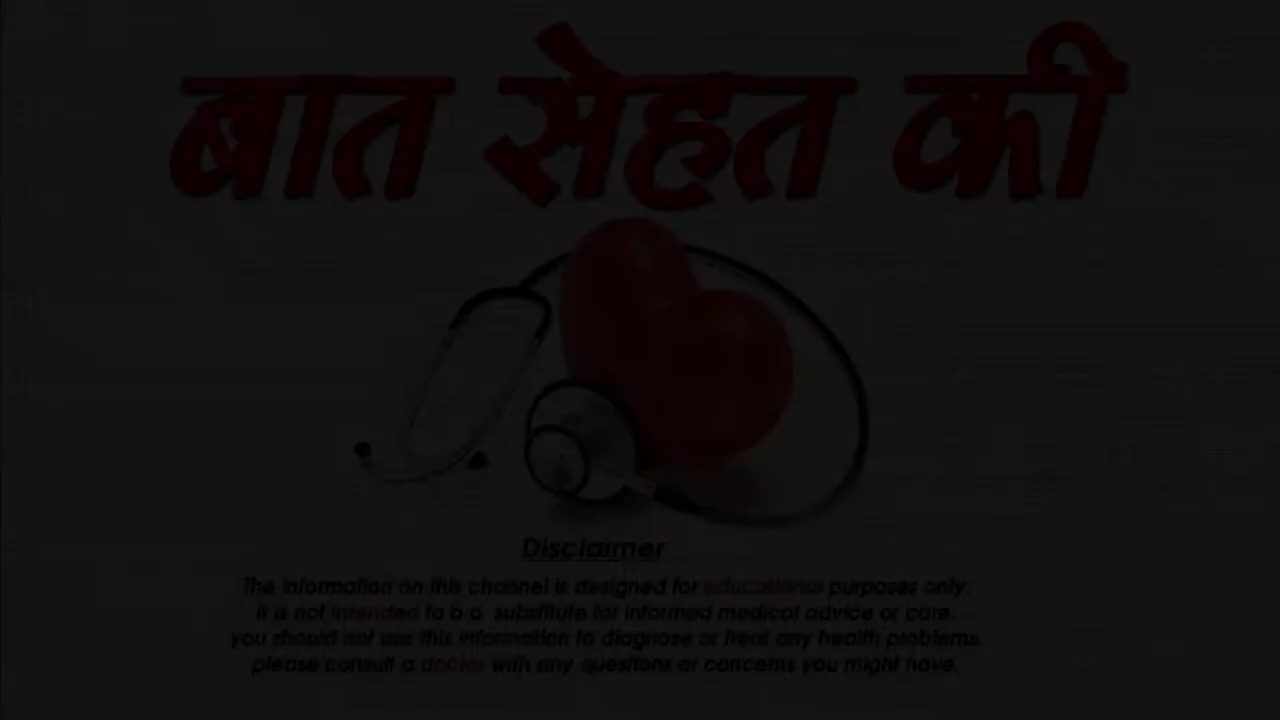 बात सेहत की
Disclaimer
The information on this channel is designed for educational purposes only.
it is not intended to b a substitute for informed medical advice or care.
you should not use this information to diagnose or treat any health problems.
please consult a doctor with any questions or concerns you might have.